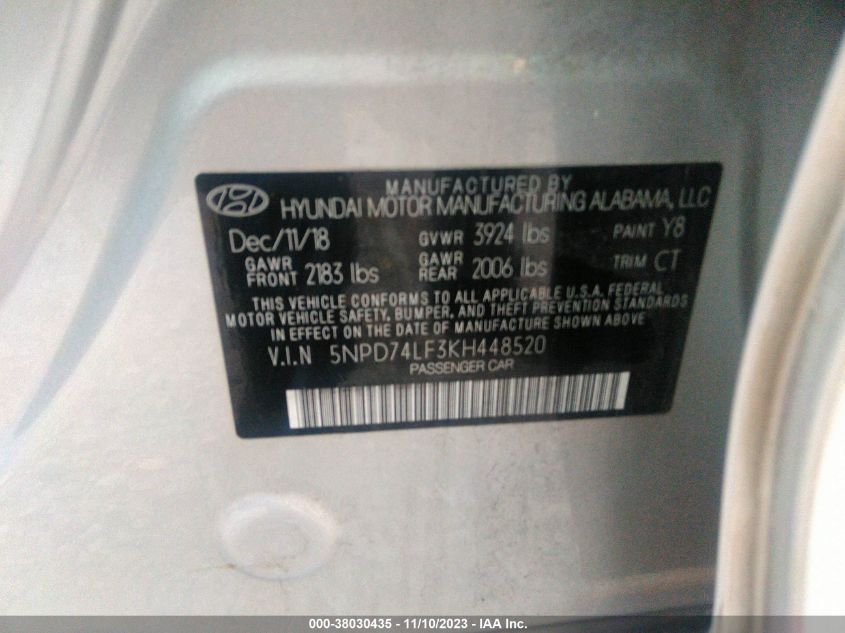 MANUFACTURED BY
HYUNDAI MOTOR MANUFACTURING ALABAMA, LLC
Dec/11/18 GVWR 3924 lbs PAINT Y8
GAWR FRONT 2183 lbs GAWR REAR 2006 lbs TRIM CT
THIS VEHICLE CONFORMS TO ALL APPLICABLE U.S.A. FEDERAL
MOTOR VEHICLE SAFETY, BUMPER, AND THEFT PREVENTION STANDARDS
IN EFFECT ON THE DATE OF MANUFACTURE SHOWN ABOVE
V.I.N 5NPD74LF3KH448520
PASSENGER CAR
000-38030435 - 11/10/2023 - IAA Inc.